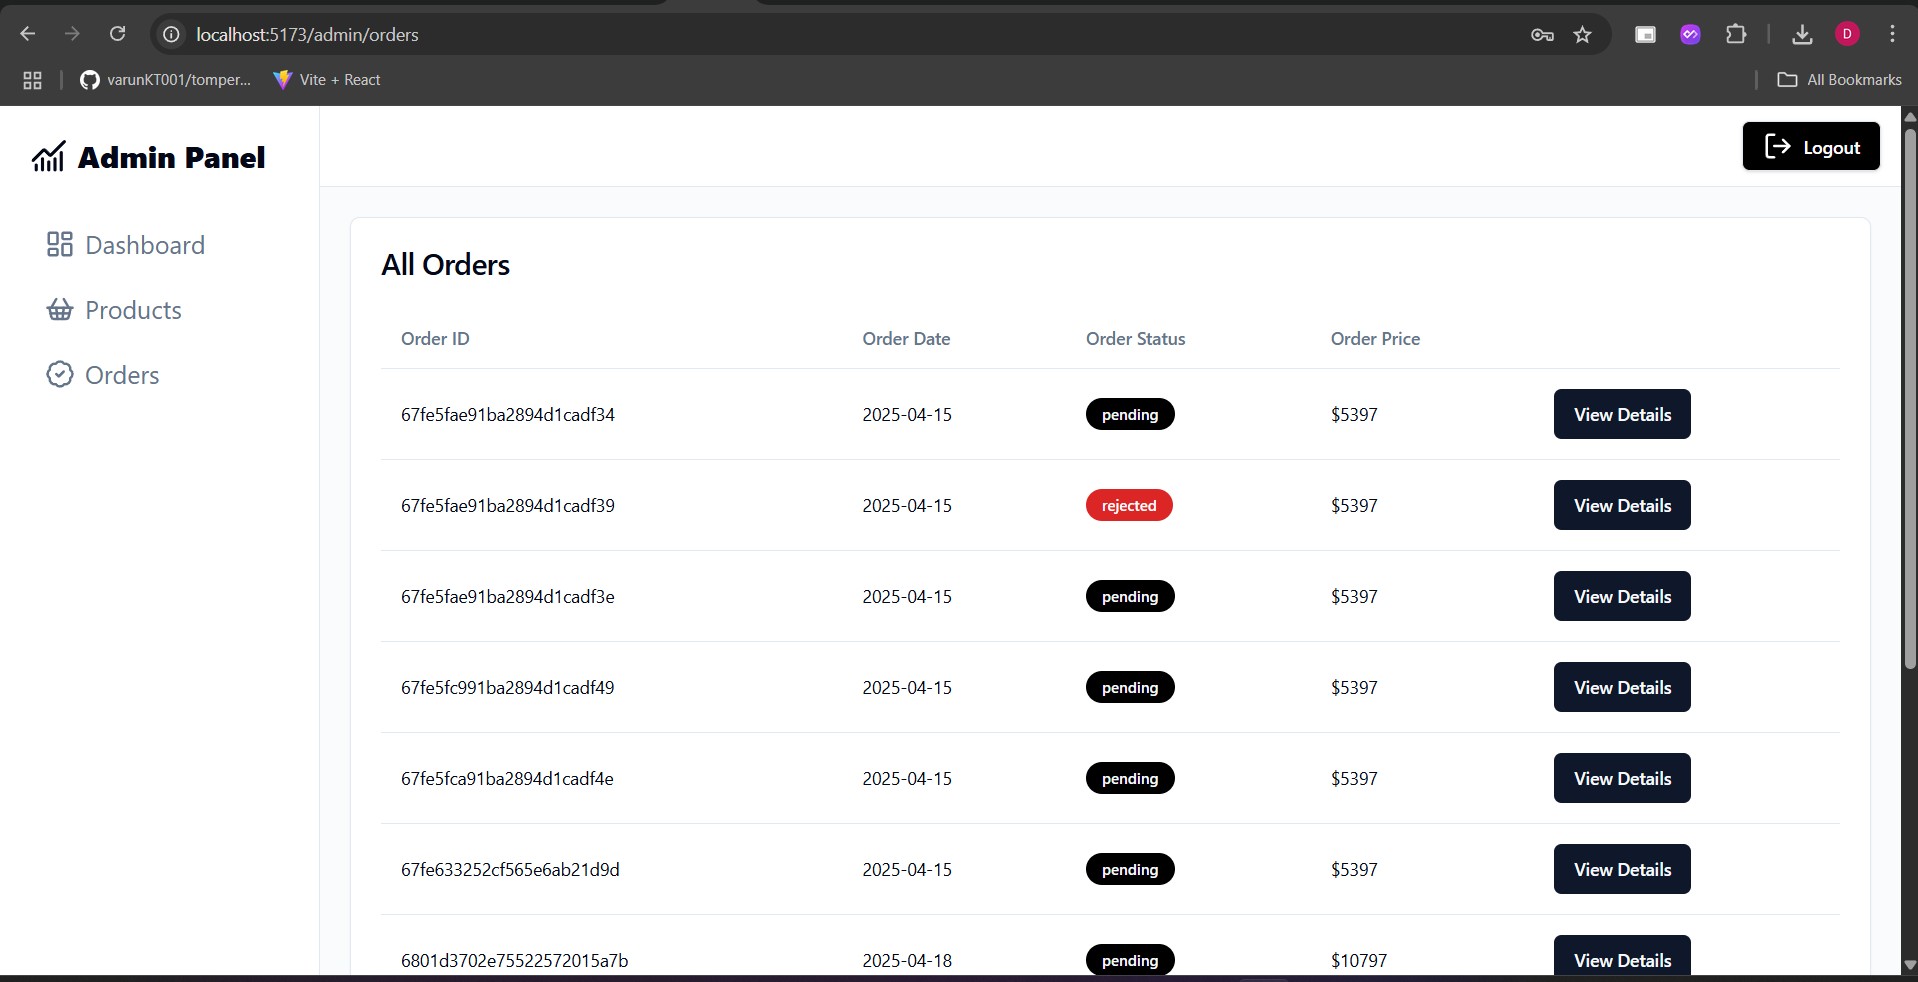 localhost:5173/admin/orders
D
varunKT001/tomper...
Vite + React
All Bookmarks
Admin Panel
Logout
Dashboard
Products
Orders
All Orders
Order ID Order Date Order Status Order Price
67fe5fae91ba2894d1cadf34 2025-04-15 pending $5397 View Details
67fe5fae91ba2894d1cadf39 2025-04-15 rejected $5397 View Details
67fe5fae91ba2894d1cadf3e 2025-04-15 pending $5397 View Details
67fe5fc991ba2894d1cadf49 2025-04-15 pending $5397 View Details
67fe5fca91ba2894d1cadf4e 2025-04-15 pending $5397 View Details
67fe633252cf565e6ab21d9d 2025-04-15 pending $5397 View Details
6801d3702e75522572015a7b 2025-04-18 pending $10797 View Details